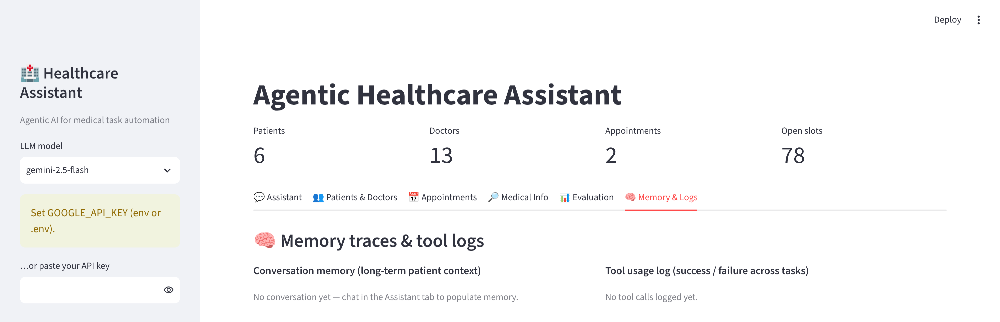 Deploy
Healthcare
Assistant
Agentic AI for medical task automation
LLM model
gemini-2.5-flash
Set GOOGLE_API_KEY (env or
.env).
…or paste your API key
Agentic Healthcare Assistant
Patients
6
Doctors
13
Appointments
2
Open slots
78
Assistant
Patients & Doctors
July
Appointments
Medical Info
Evaluation
Memory & Logs
Memory traces & tool logs
Conversation memory (long-term patient context)
No conversation yet — chat in the Assistant tab to populate memory.
Tool usage log (success / failure across tasks)
No tool calls logged yet.